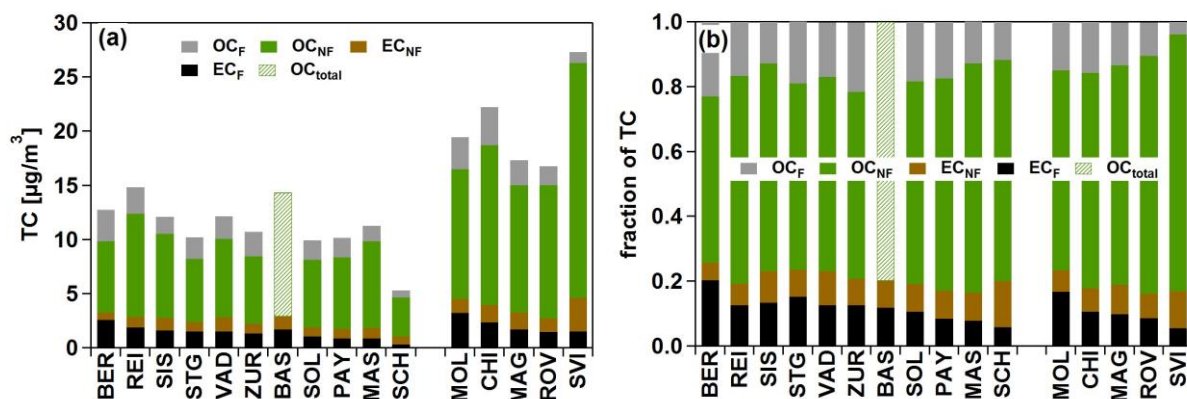 (a)
OC_F OC_NF EC_NF
EC_F OC_total
TC [µg/m³]
30
25
20
15
10
5
0
BER REI SIS STG VAD ZUR BAS SOL PAY MAS SCH MOL CHI MAG ROV SVI
(b)
fraction of TC
1.0
0.8
0.6
0.4
0.2
0.0
OC_F OC_NF EC_NF EC_F OC_total
BER REI SIS STG VAD ZUR BAS SOL PAY MAS SCH MOL CHI MAG ROV SVI